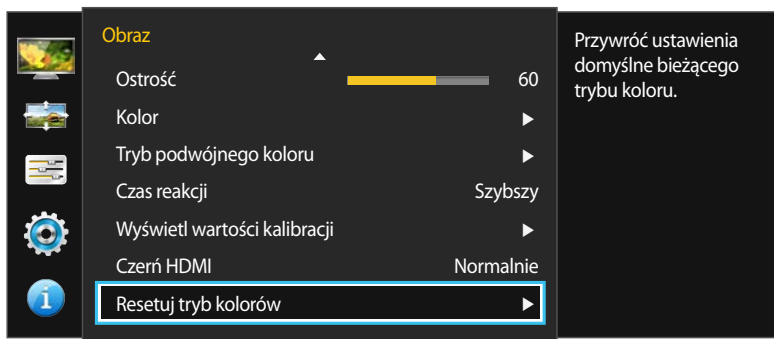 Obraz
Ostrość 60
Kolor
Tryb podwójnego koloru
Czas reakcji Szybszy
Wyświetl wartości kalibracji
Czerń HDMI Normalnie
Resetuj tryb kolorów
Przywróć ustawienia
domyślne bieżącego
trybu koloru.